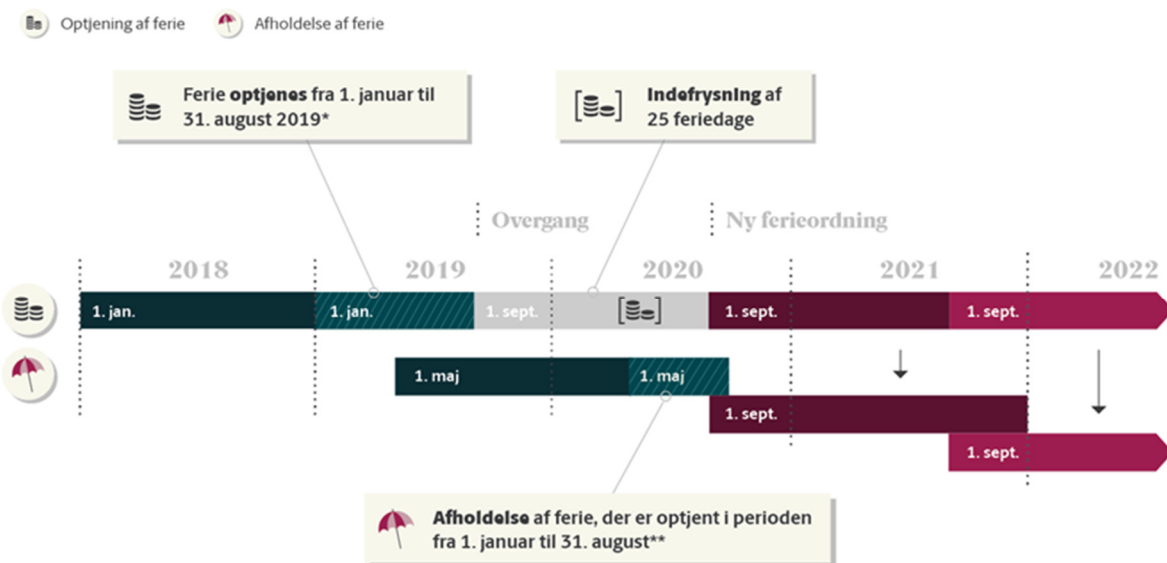 Optjening af ferie
Afholdelse af ferie
Ferie optjenes fra 1. januar til
31. august 2019*
Indefrysning af
25 feriedage
Overgang
Ny ferieordning
2018
2019
2020
2021
2022
1. jan.
1. jan.
1. sept.
1. sept.
1. sept.
1. maj
1. maj
1. sept.
1. sept.
Afholdelse af ferie, der er optjent i perioden
fra 1. januar til 31. august**